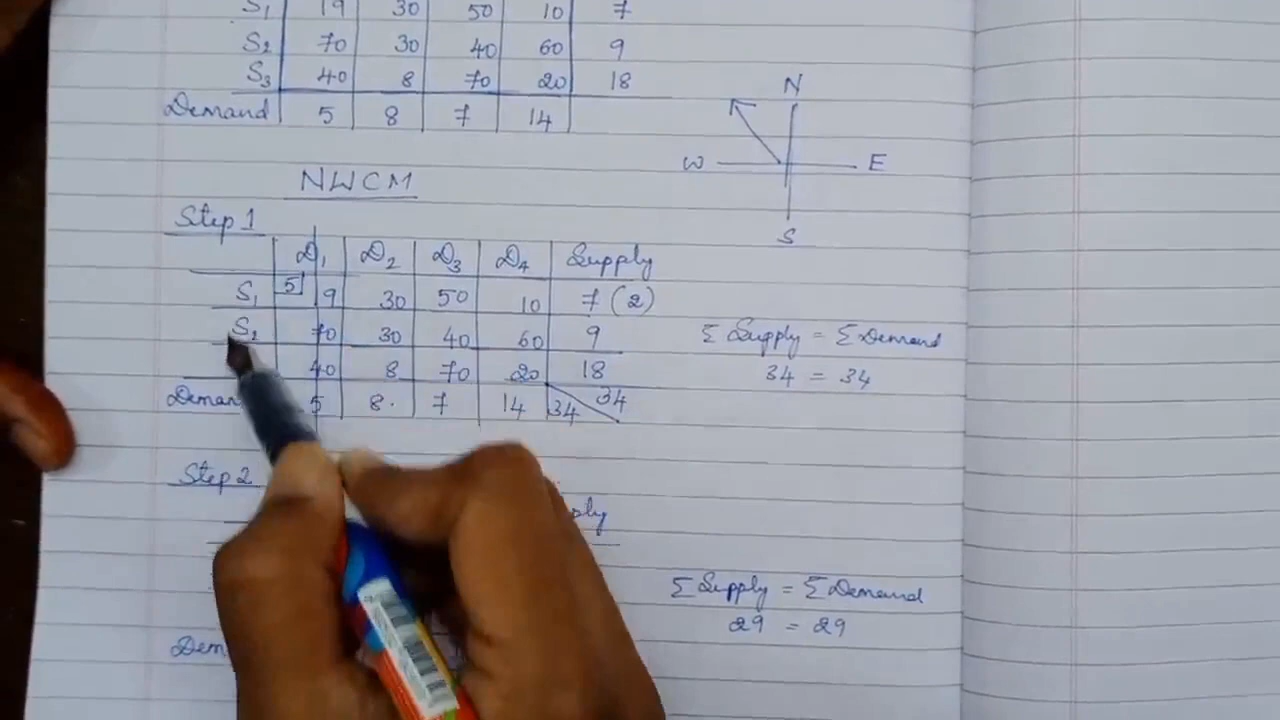 S1 19 30 50 10 7
S2 70 30 40 60 9
S3 40 8 70 20 18
Demand 5 8 7 14
N
W E
S
NWCM
Step 1
D1 D2 D3 D4 Supply
S1 5 9 30 50 10 7 (2)
S2 70 30 40 60 9
40 8 70 20 18
5 8 7 14 34 34
Σ Supply = Σ Demand
34 = 34
Step 2
Σ Supply = Σ Demand
29 = 29